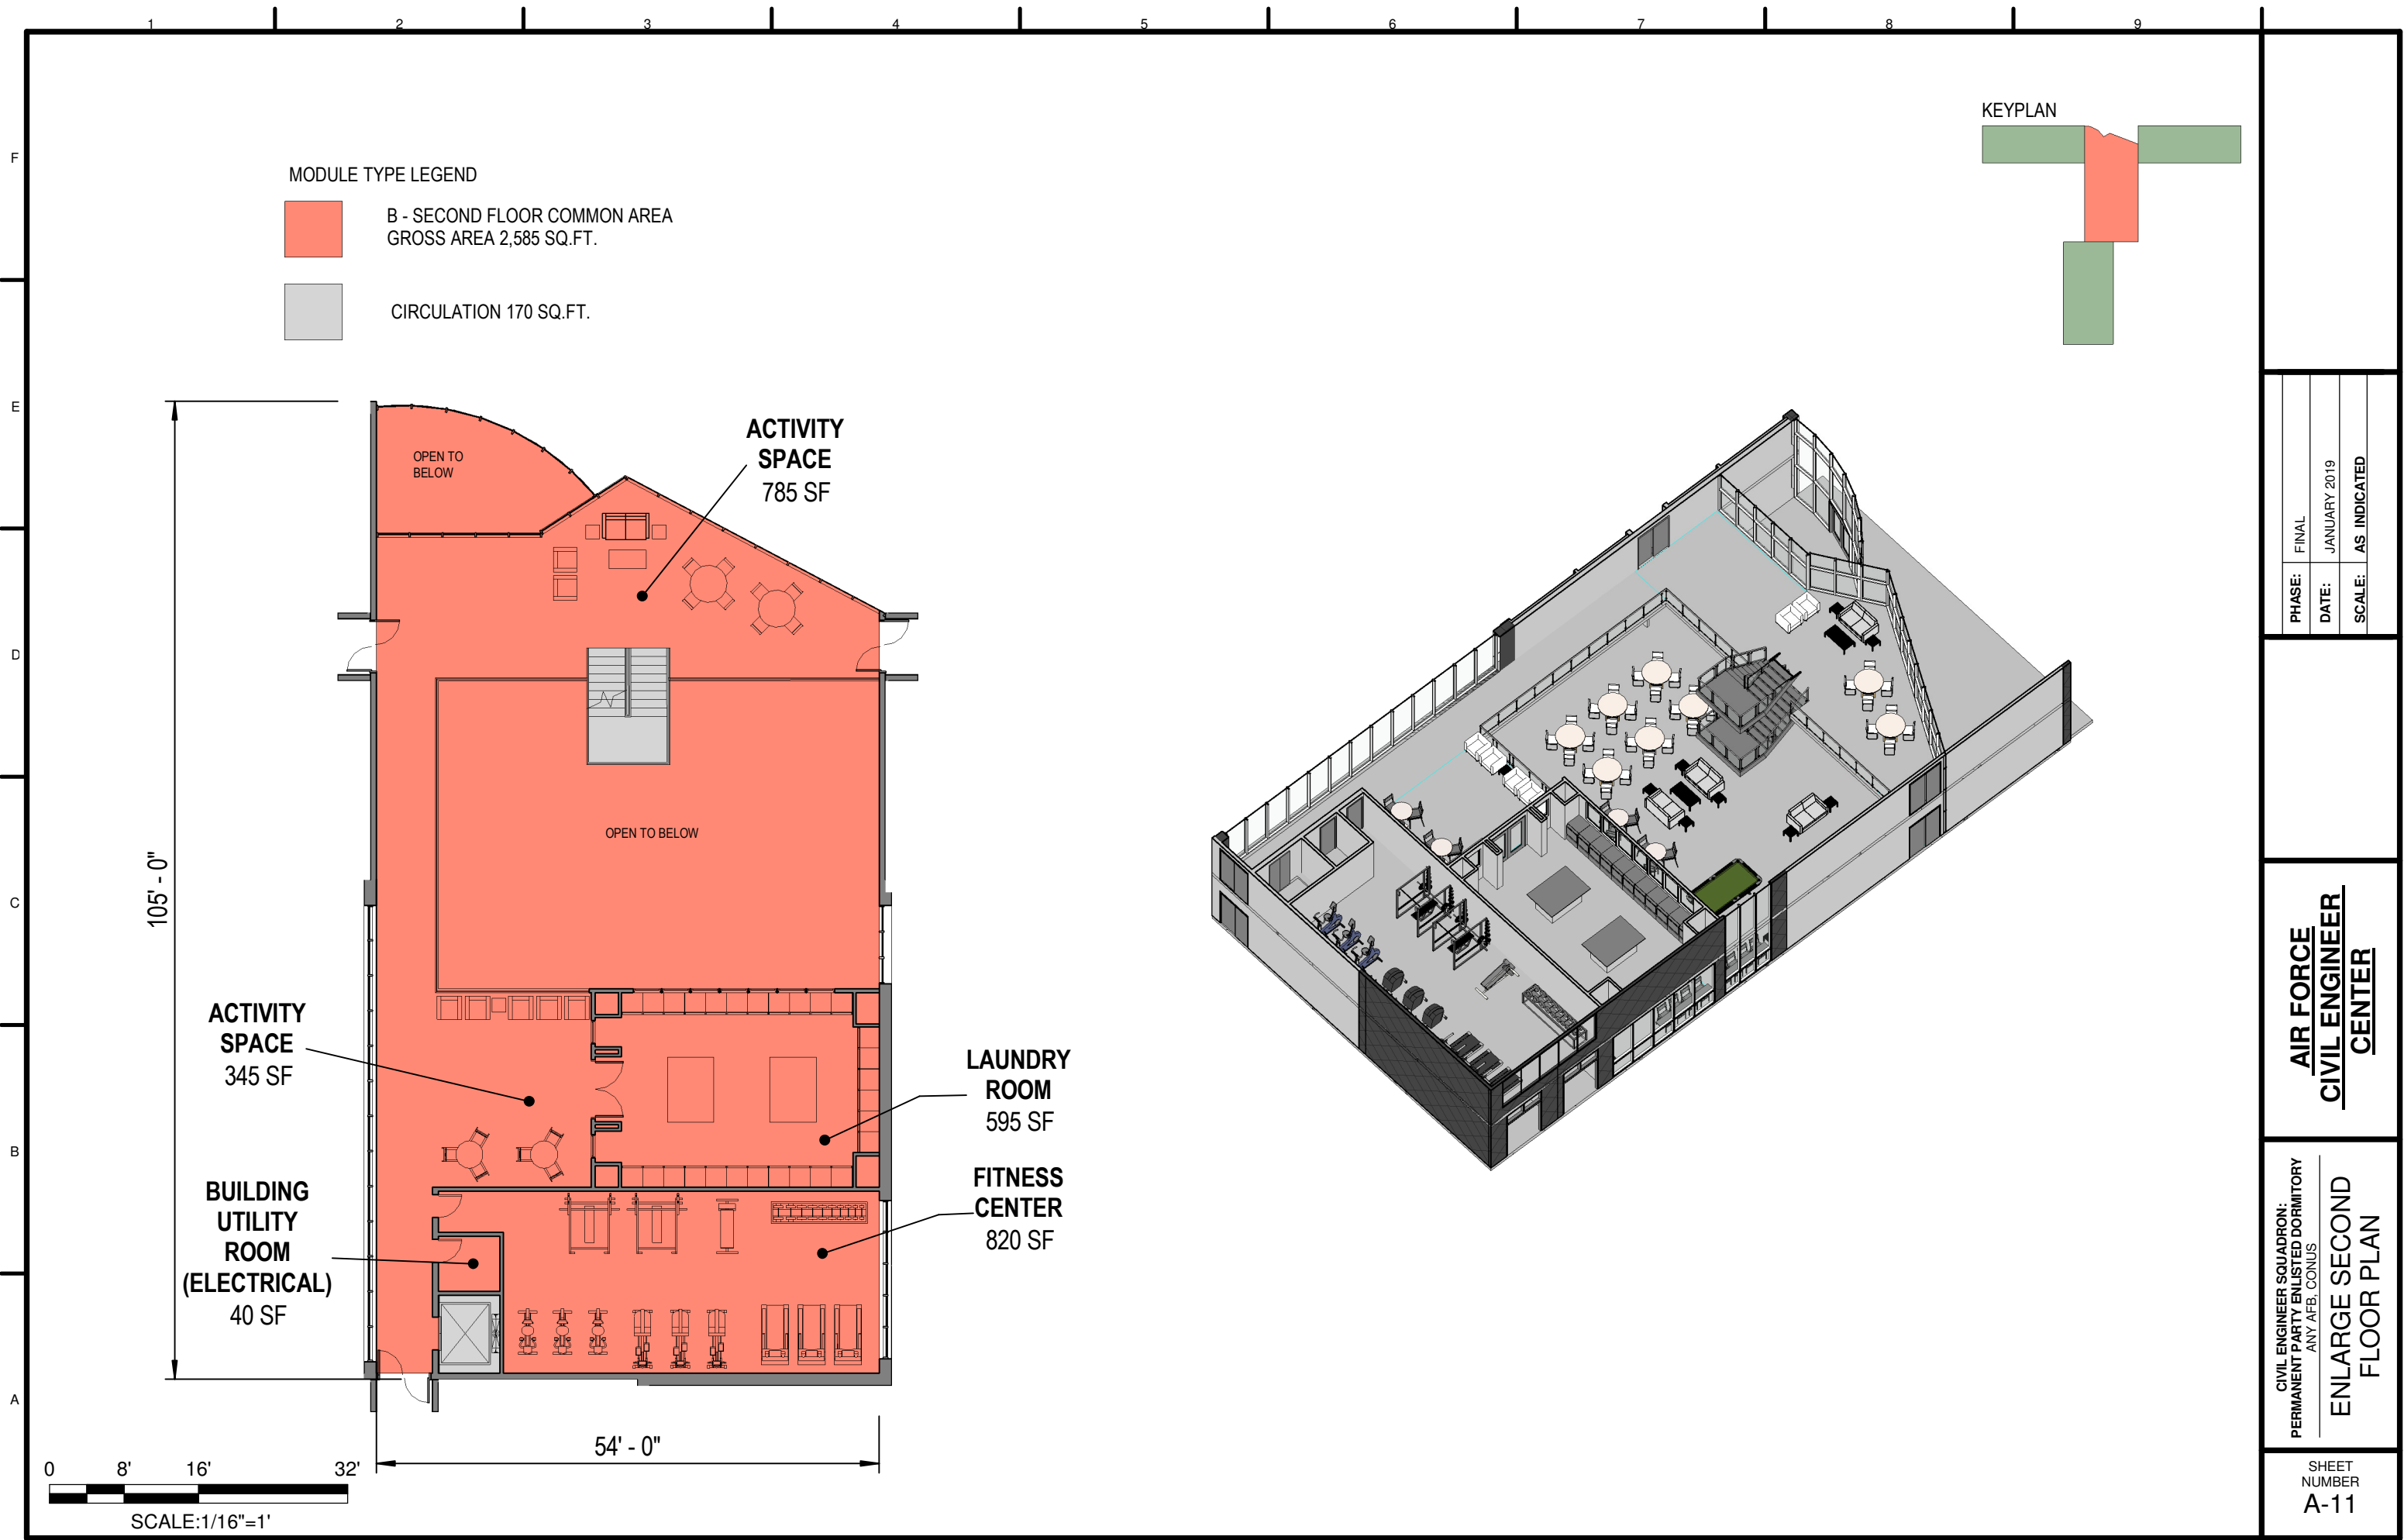 1 2 3 4 5 6 7 8 9
F
E
D
C
B
A
KEYPLAN
MODULE TYPE LEGEND
B - SECOND FLOOR COMMON AREA
GROSS AREA 2,585 SQ.FT.
CIRCULATION 170 SQ.FT.
OPEN TO
BELOW
ACTIVITY
SPACE
785 SF
OPEN TO BELOW
105' - 0"
ACTIVITY
SPACE
345 SF
LAUNDRY
ROOM
595 SF
FITNESS
CENTER
820 SF
BUILDING
UTILITY
ROOM
(ELECTRICAL)
40 SF
54' - 0"
0 8' 16' 32'
SCALE:1/16"=1'
PHASE: FINAL
DATE: JANUARY 2019
SCALE: AS INDICATED
AIR FORCE
CIVIL ENGINEER
CENTER
CIVIL ENGINEER SQUADRON:
PERMANENT PARTY ENLISTED DORMITORY
ANY AFB, CONUS
ENLARGE SECOND
FLOOR PLAN
SHEET
NUMBER
A-11